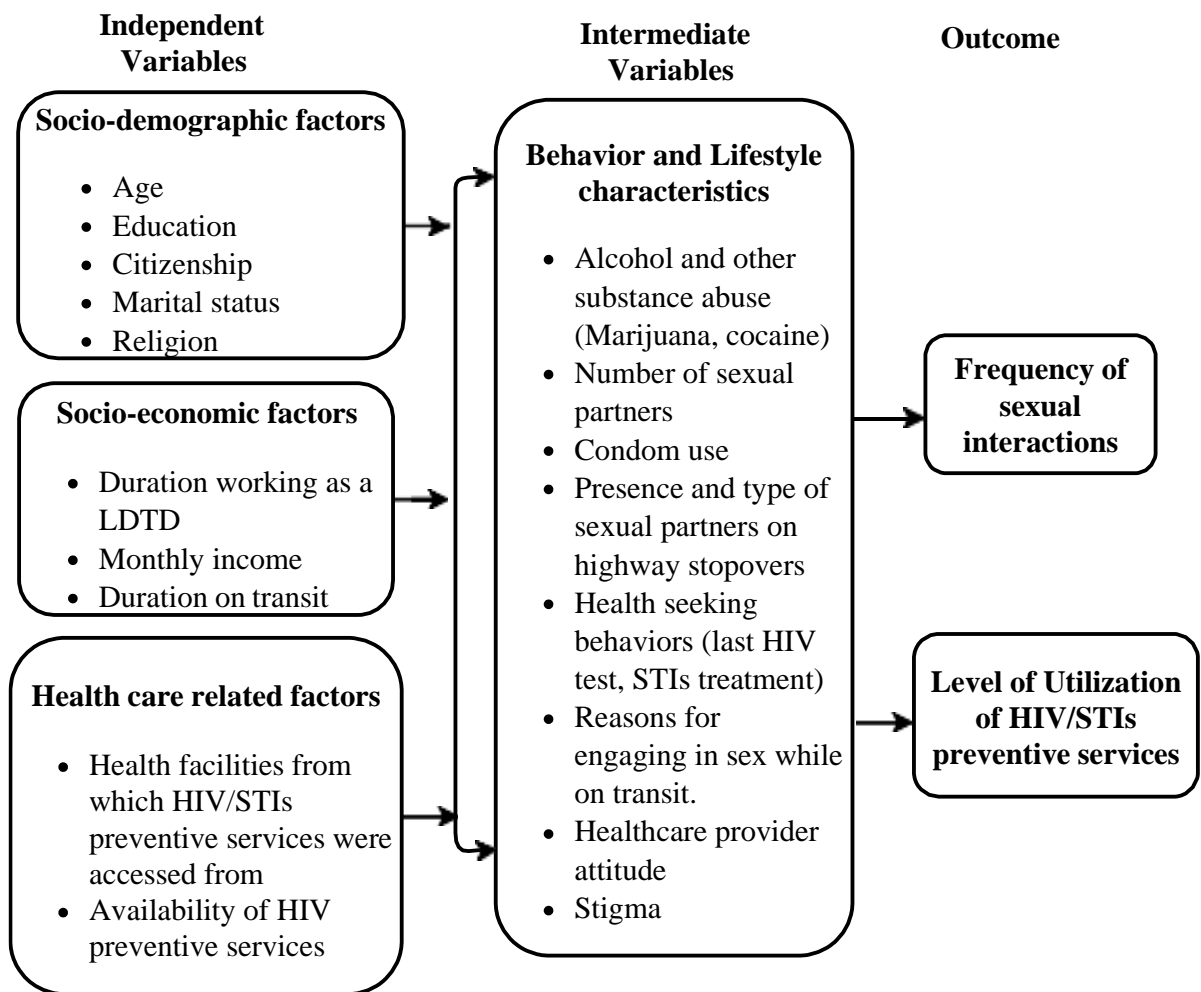 Independent
Variables
Socio-demographic factors
• Age
• Education
• Citizenship
• Marital status
• Religion
Socio-economic factors
• Duration working as a
LDTD
• Monthly income
• Duration on transit
Health care related factors
• Health facilities from
which HIV/STIs
preventive services were
accessed from
• Availability of HIV
preventive services
Intermediate
Variables
Behavior and Lifestyle
characteristics
• Alcohol and other
substance abuse
(Marijuana, cocaine)
• Number of sexual
partners
• Condom use
• Presence and type of
sexual partners on
highway stopovers
• Health seeking
behaviors (last HIV
test, STIs treatment)
• Reasons for
engaging in sex while
on transit.
• Healthcare provider
attitude
• Stigma
Outcome
Frequency of
sexual
interactions
Level of Utilization
of HIV/STIs
preventive services